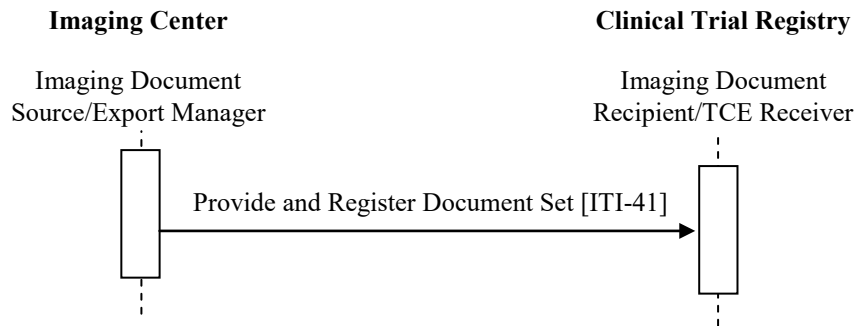 Imaging Center
Clinical Trial Registry
Imaging Document
Source/Export Manager
Imaging Document
Recipient/TCE Receiver
Provide and Register Document Set [ITI-41]